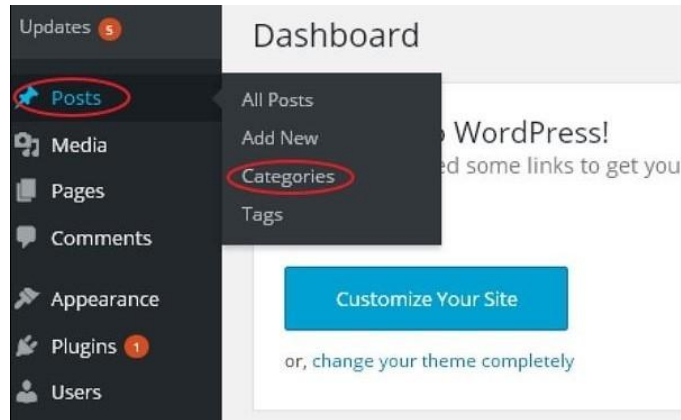 Updates 5
Dashboard
Posts
Media
Pages
Comments
Appearance
Plugins 1
Users
All Posts
Add New
Categories
Tags
WordPress!
ed some links to get you
Customize Your Site
or, change your theme completely